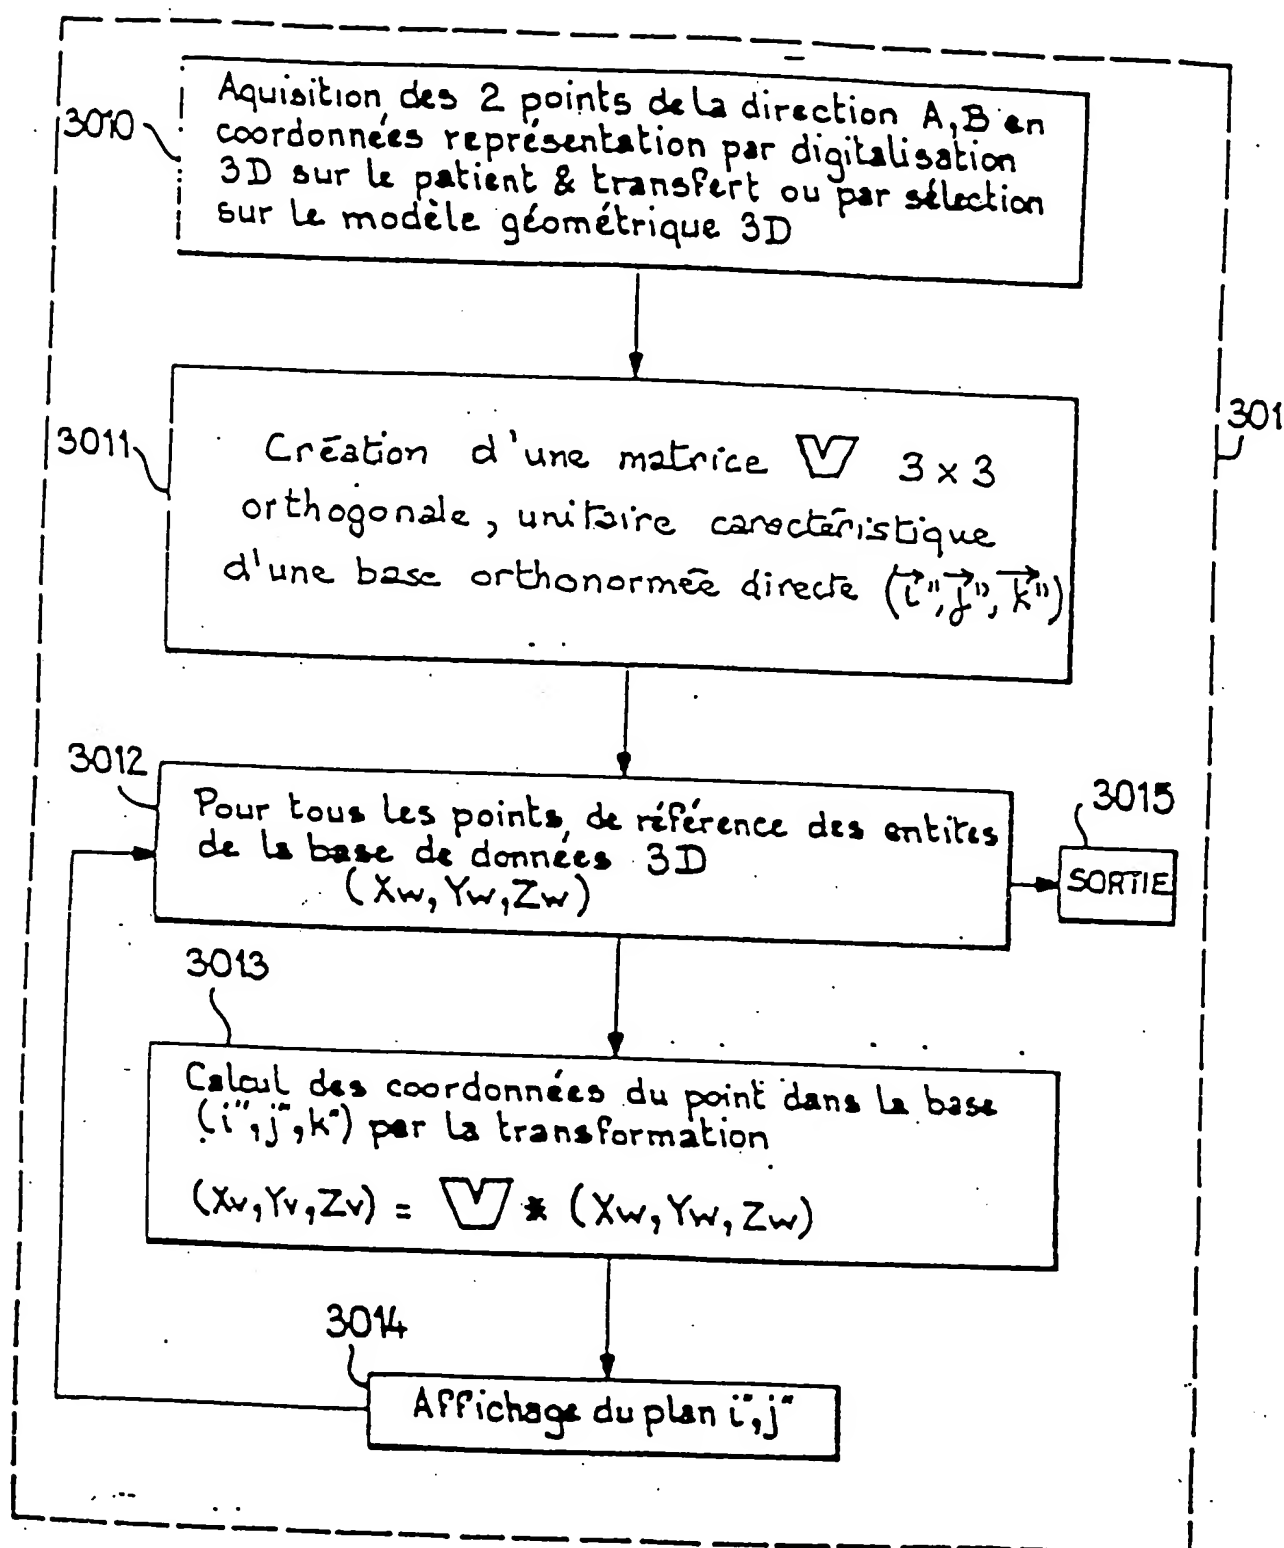 3010
Aquisition des 2 points de la direction A, B en
coordonnées représentation par digitalisation
3D sur le patient & transfert ou par sélection
sur le modèle géométrique 3D
301
3011
Création d'une matrice V 3 x 3
orthogonale, unitaire caractéristique
d'une base orthonormée directe (i", j", k")
3012
Pour tous les points, de référence des entites
de la base de données 3D
(Xw, Yw, Zw)
3015
SORTIE
3013
Calcul des coordonnées du point dans la base
(i", j", k") par la transformation
(Xv, Yv, Zv) = V * (Xw, Yw, Zw)
3014
Affichage du plan i", j"